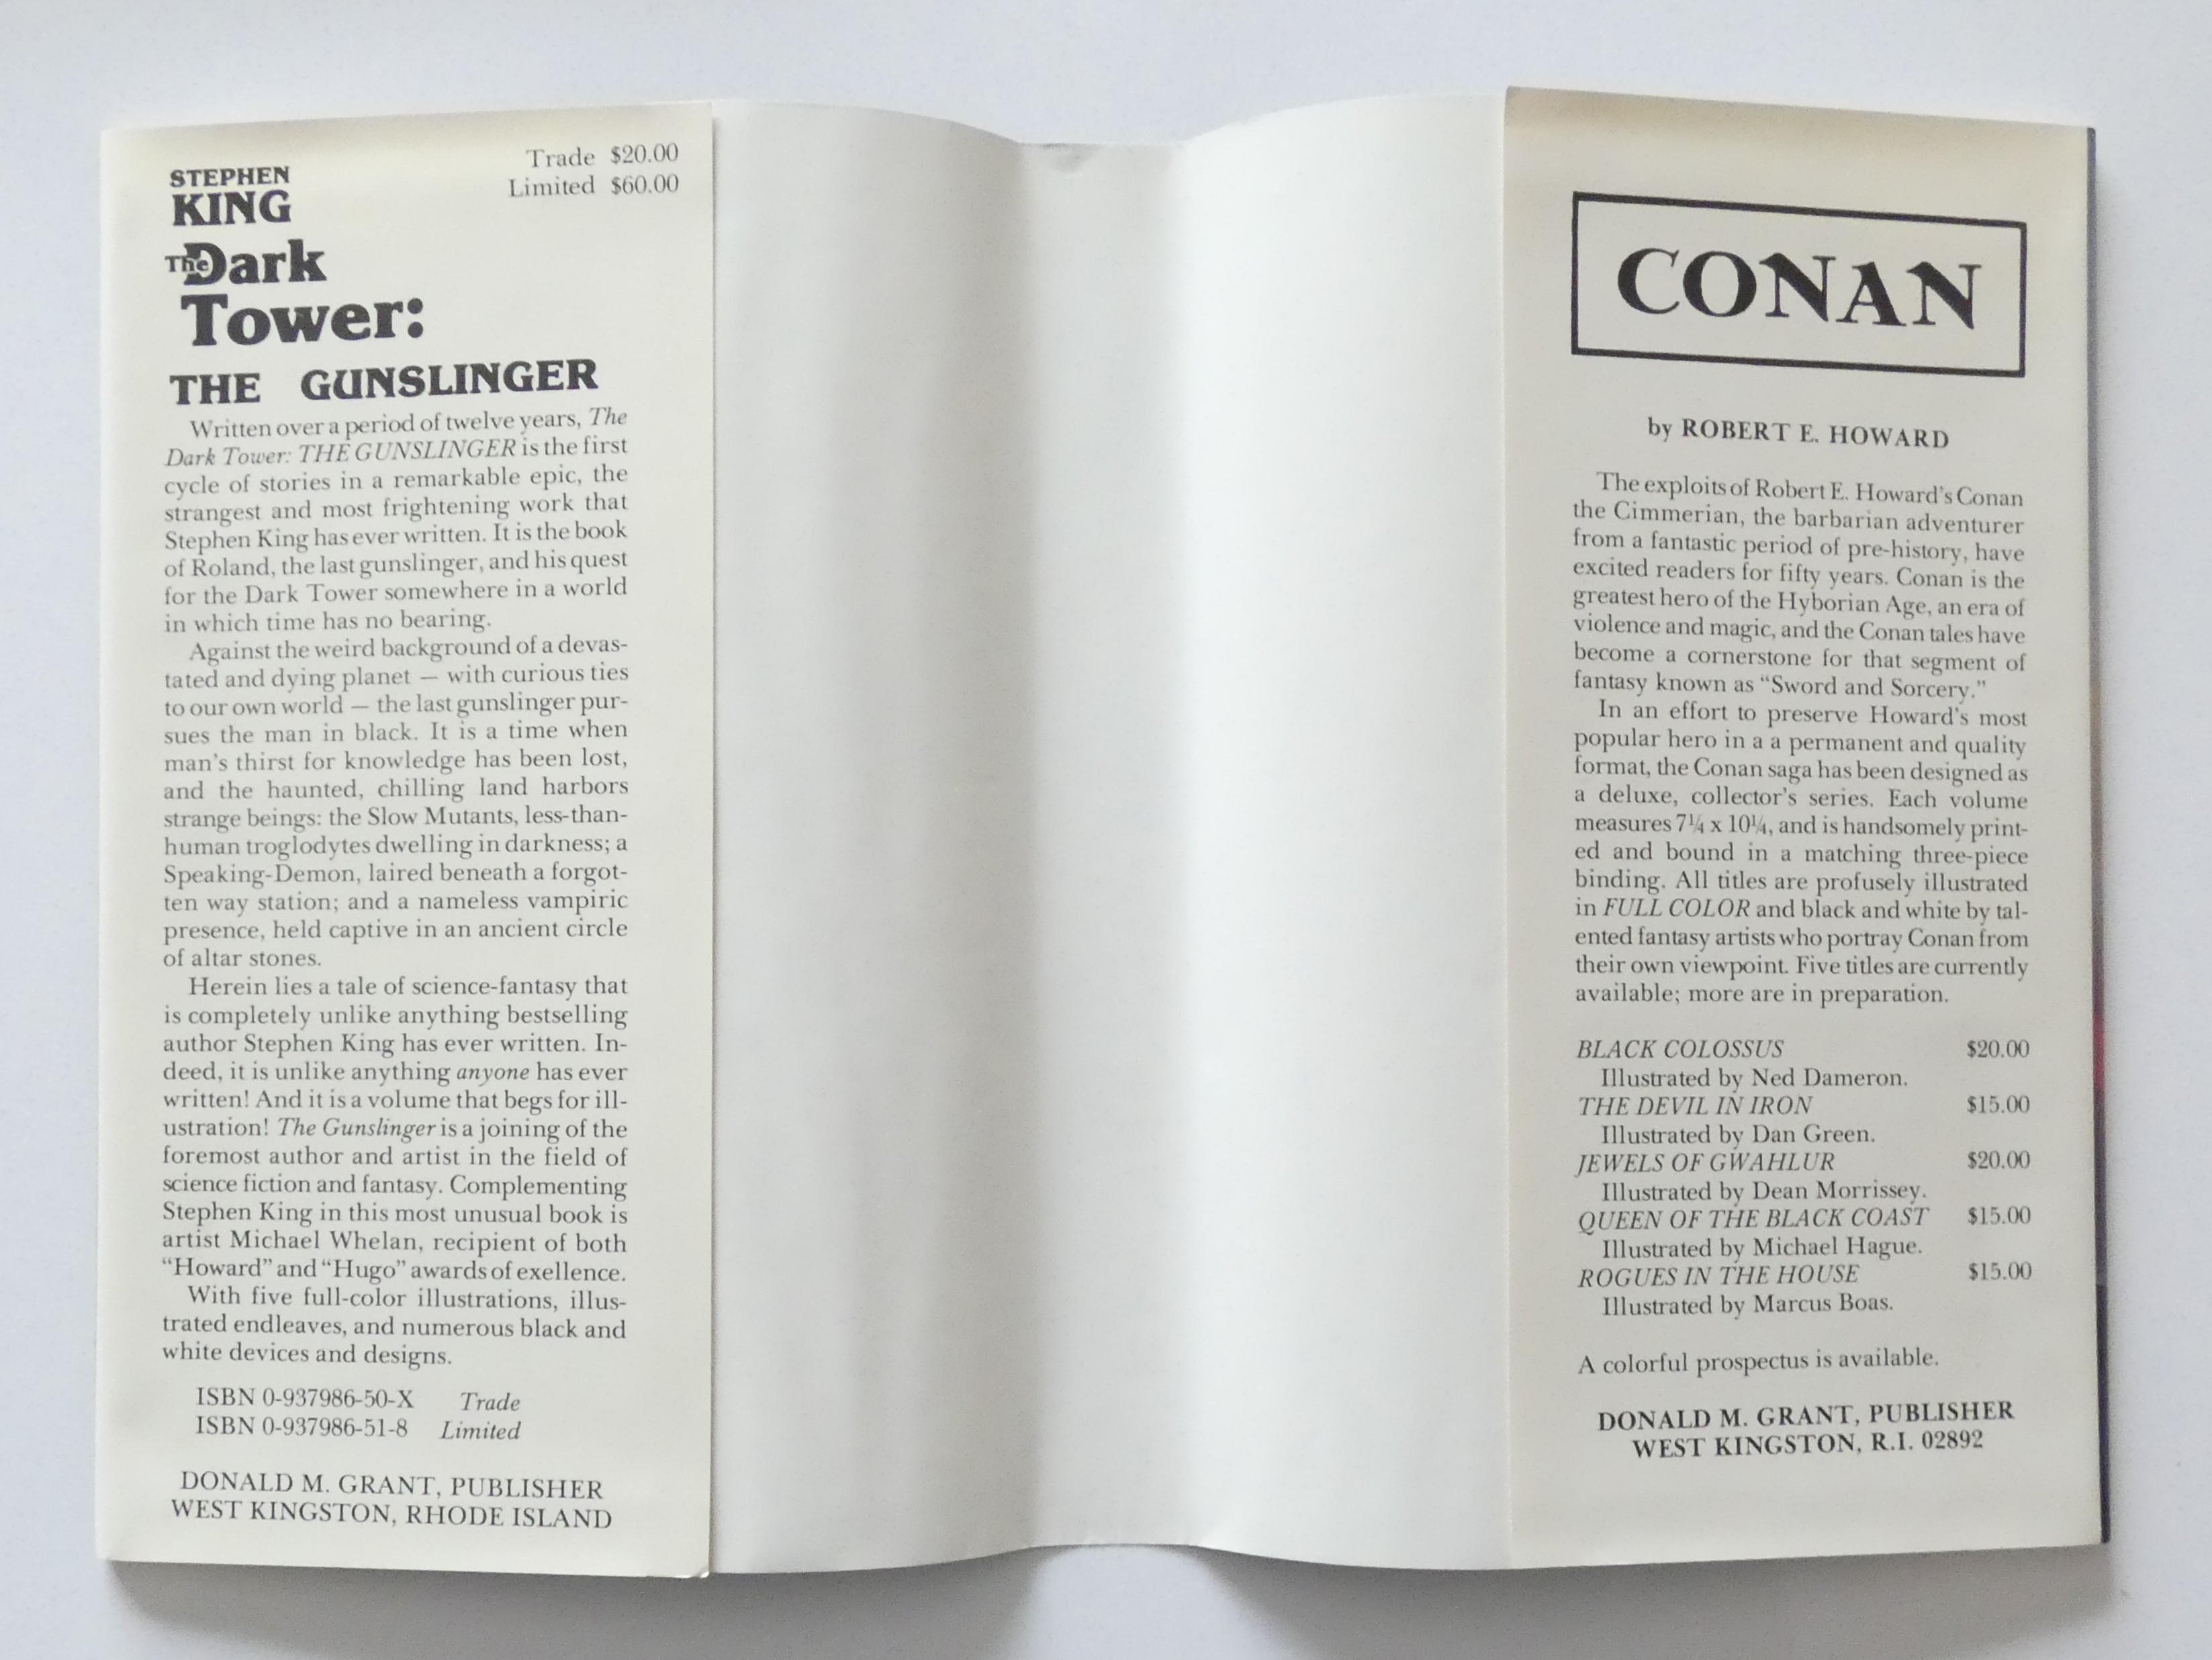 STEPHEN
KING
The Dark
Tower:
THE GUNSLINGER
Trade $20.00
Limited $60.00
Written over a period of twelve years, The
Dark Tower: THE GUNSLINGER is the first
cycle of stories in a remarkable epic, the
strangest and most frightening work that
Stephen King has ever written. It is the book
of Roland, the last gunslinger, and his quest
for the Dark Tower somewhere in a world
in which time has no bearing.
Against the weird background of a devas-
tated and dying planet — with curious ties
to our own world — the last gunslinger pur-
sues the man in black. It is a time when
man's thirst for knowledge has been lost,
and the haunted, chilling land harbors
strange beings: the Slow Mutants, less-than-
human troglodytes dwelling in darkness; a
Speaking-Demon, laired beneath a forgot-
ten way station; and a nameless vampiric
presence, held captive in an ancient circle
of altar stones.
Herein lies a tale of science-fantasy that
is completely unlike anything bestselling
author Stephen King has ever written. In-
deed, it is unlike anything anyone has ever
written! And it is a volume that begs for ill-
ustration! The Gunslinger is a joining of the
foremost author and artist in the field of
science fiction and fantasy. Complementing
Stephen King in this most unusual book is
artist Michael Whelan, recipient of both
“Howard” and “Hugo” awards of exellence.
With five full-color illustrations, illus-
trated endleaves, and numerous black and
white devices and designs.
ISBN 0-937986-50-X Trade
ISBN 0-937986-51-8 Limited
DONALD M. GRANT, PUBLISHER
WEST KINGSTON, RHODE ISLAND
CONAN
by ROBERT E. HOWARD
The exploits of Robert E. Howard's Conan
the Cimmerian, the barbarian adventurer
from a fantastic period of pre-history, have
excited readers for fifty years. Conan is the
greatest hero of the Hyborian Age, an era of
violence and magic, and the Conan tales have
become a cornerstone for that segment of
fantasy known as “Sword and Sorcery.”
In an effort to preserve Howard's most
popular hero in a a permanent and quality
format, the Conan saga has been designed as
a deluxe, collector's series. Each volume
measures 7¼ x 10¼, and is handsomely print-
ed and bound in a matching three-piece
binding. All titles are profusely illustrated
in FULL COLOR and black and white by tal-
ented fantasy artists who portray Conan from
their own viewpoint. Five titles are currently
available; more are in preparation.
BLACK COLOSSUS $20.00
Illustrated by Ned Dameron.
THE DEVIL IN IRON $15.00
Illustrated by Dan Green.
JEWELS OF GWAHLUR $20.00
Illustrated by Dean Morrissey.
QUEEN OF THE BLACK COAST $15.00
Illustrated by Michael Hague.
ROGUES IN THE HOUSE $15.00
Illustrated by Marcus Boas.
A colorful prospectus is available.
DONALD M. GRANT, PUBLISHER
WEST KINGSTON, R.I. 02892